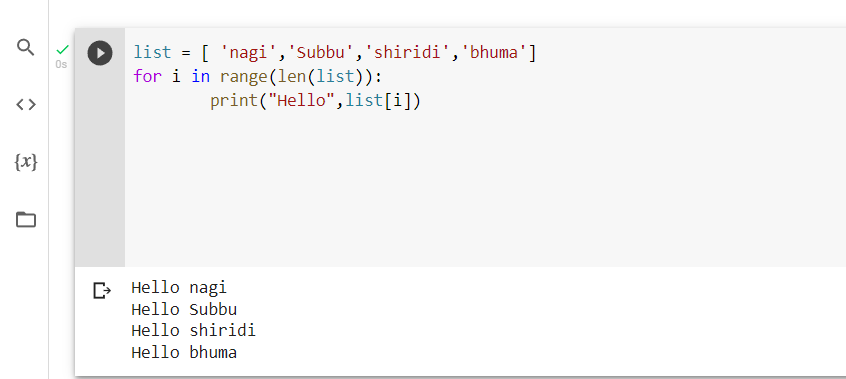 list = [ 'nagi','Subbu','shiridi','bhuma']
0s
for i in range(len(list)):
        print("Hello",list[i])
{x}
Hello nagi
Hello Subbu
Hello shiridi
Hello bhuma